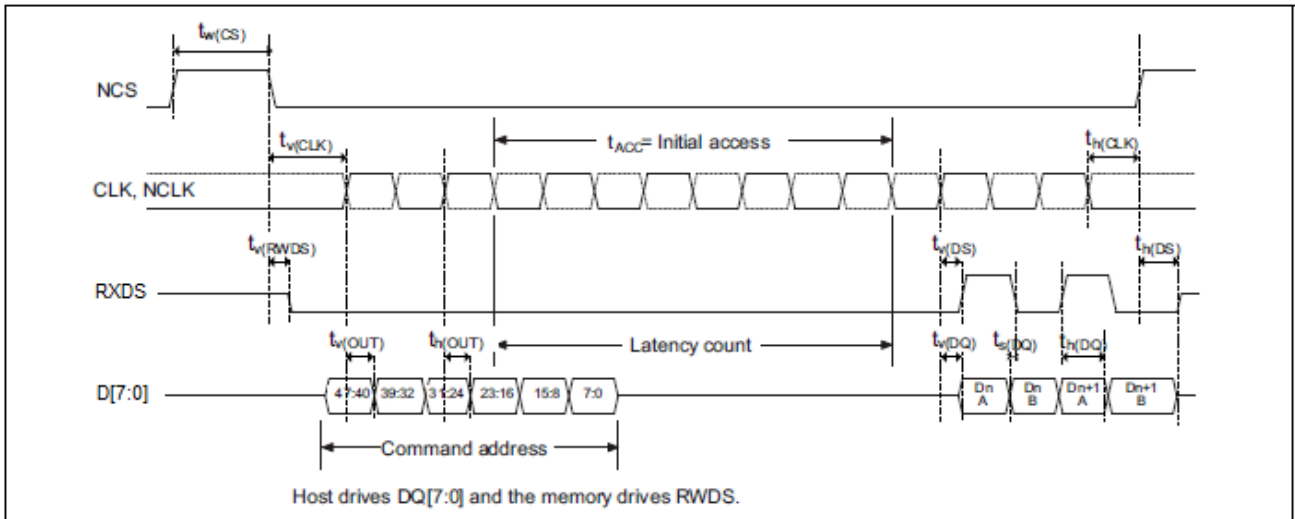 tw(CS)
NCS
tv(CLK)
tACC= Initial access
th(CLK)
CLK, NCLK
tv(RWDS)
tv(DS)
th(DS)
RXDS
tv(OUT)
th(OUT)
Latency count
tv(DQ)
ts(DQ)
th(DQ)
D[7:0]
47:40
39:32
31:24
23:16
15:8
7:0
Dn
A
Dn
B
Dn+1
A
Dn+1
B
Command address
Host drives DQ[7:0] and the memory drives RWDS.